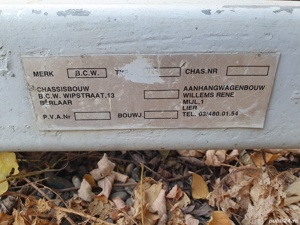 MERK B.C.W. CHAS.NR
CHASSISBOUW
B.C.W. WIPSTRAAT,13
BERLAAR
AANHANGWAGENBOUW
WILLEMS RENE
MIJL,1
LIER
TEL. 03/480.01.54
P.V.A.Nr BOUWJ.